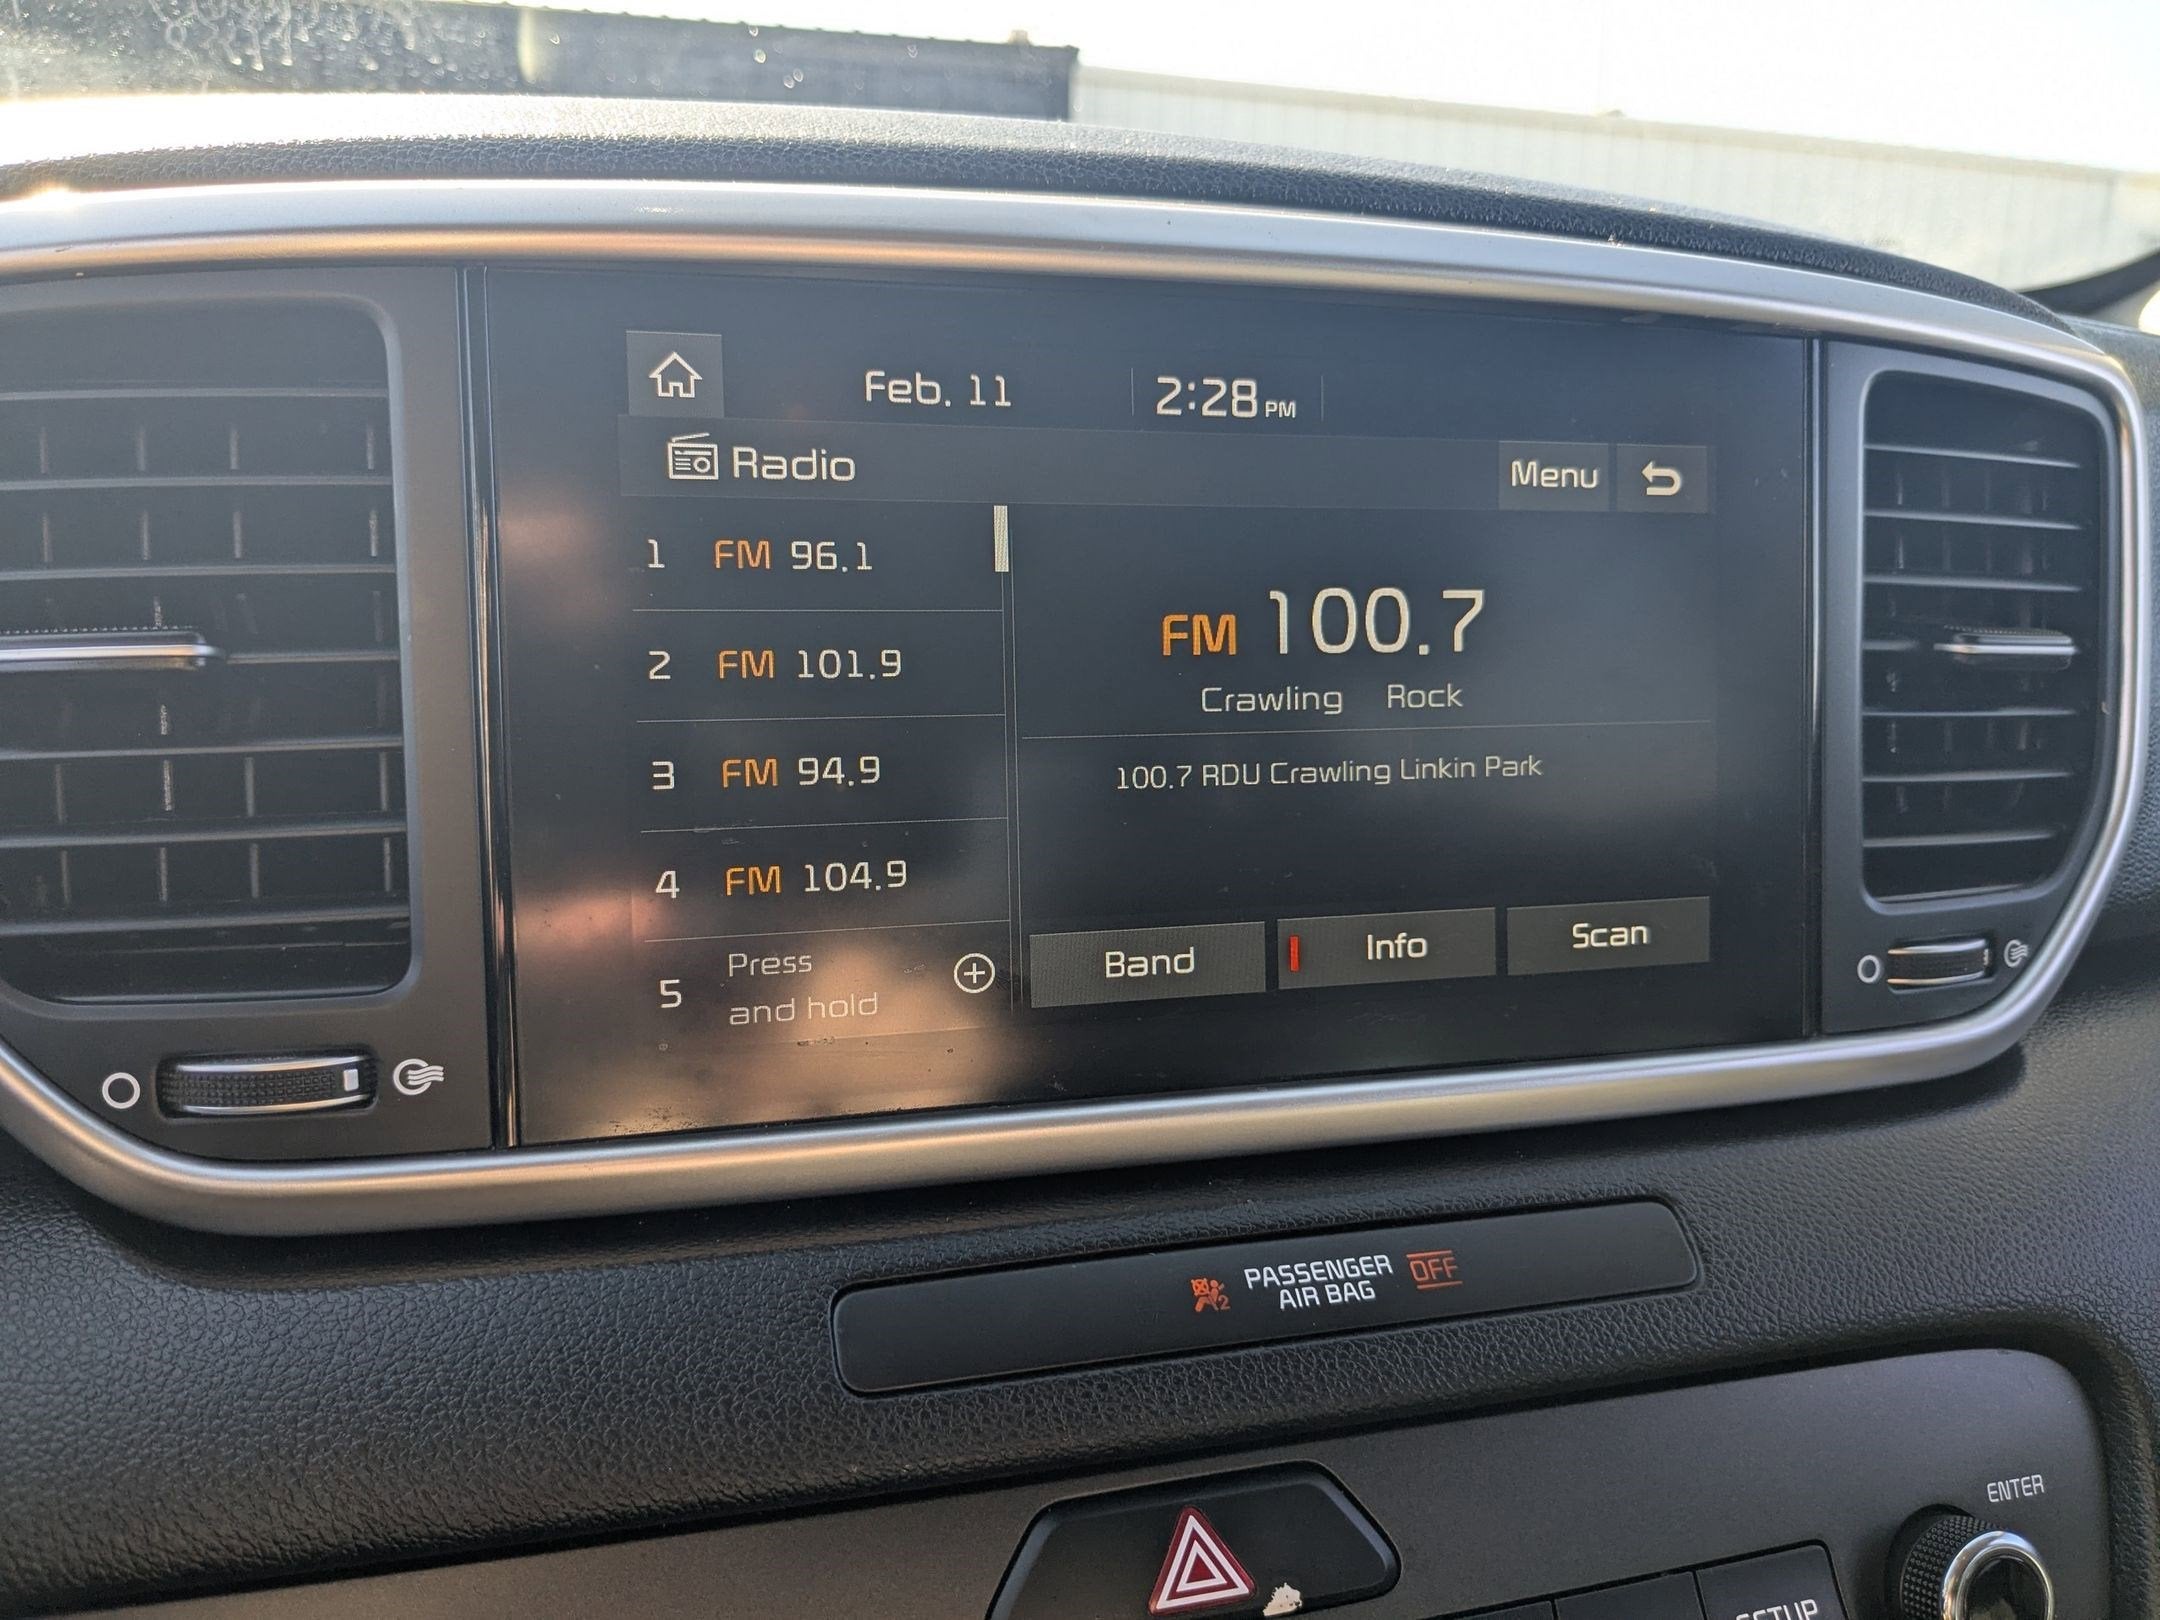 Feb. 11 2:28 PM
Radio Menu
1 FM 96.1
2 FM 101.9
3 FM 94.9
4 FM 104.9
5 Press
and hold
FM 100.7
Crawling Rock
100.7 RDU Crawling Linkin Park
Band Info Scan
PASSENGER
AIR BAG OFF
2
ENTER
SETUP